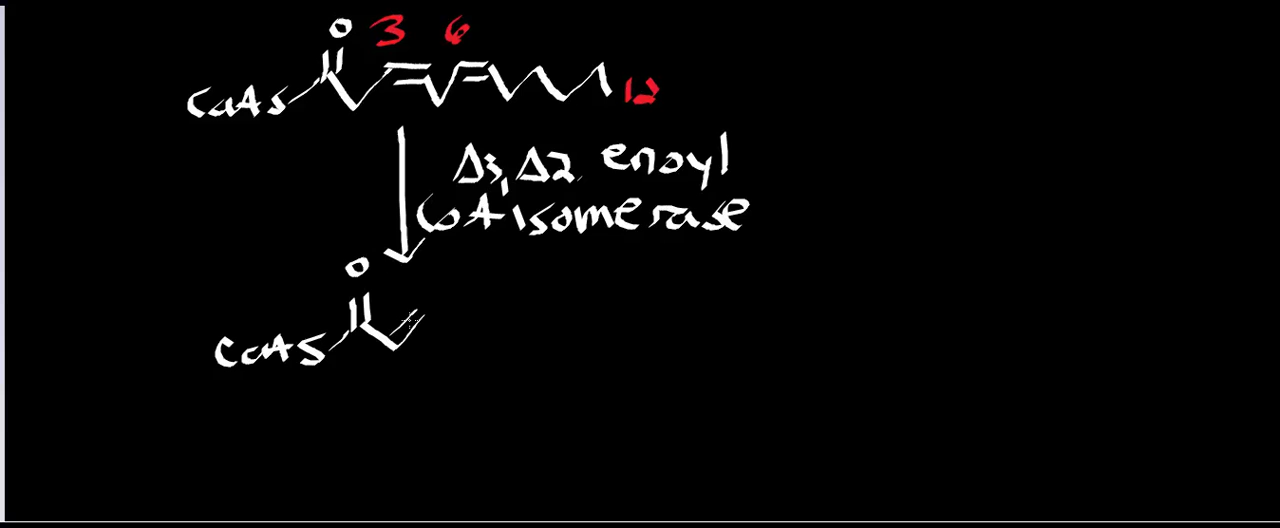 O 3 6
CoAS 12
Δ3, Δ2 enoyl
CoA isomerase
O
CoAS